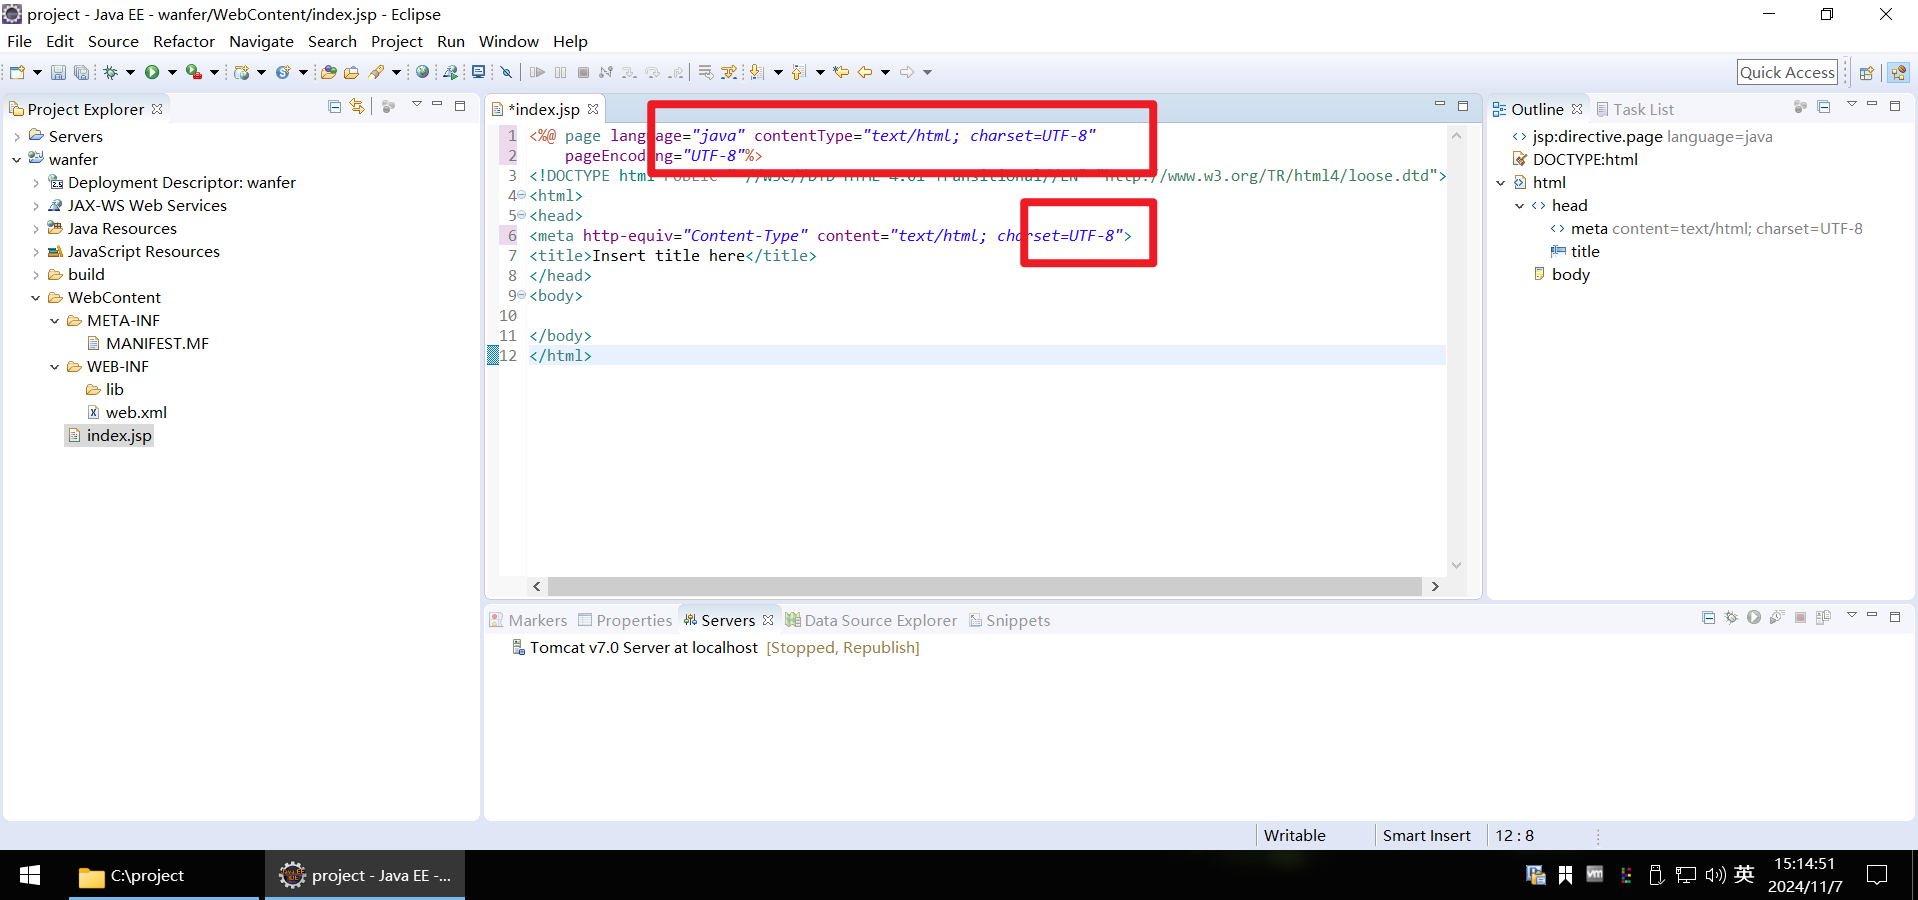 project - Java EE - wanfer/WebContent/index.jsp - Eclipse
File Edit Source Refactor Navigate Search Project Run Window Help
Quick Access
Project Explorer
Servers
wanfer
Deployment Descriptor: wanfer
JAX-WS Web Services
Java Resources
JavaScript Resources
build
WebContent
META-INF
MANIFEST.MF
WEB-INF
lib
web.xml
index.jsp
*index.jsp
1 <%@ page language="java" contentType="text/html; charset=UTF-8"
2 pageEncoding="UTF-8"%>
3 <!DOCTYPE html PUBLIC "-//W3C//DTD HTML 4.01 Transitional//EN" "http://www.w3.org/TR/html4/loose.dtd">
4 <html>
5 <head>
6 <meta http-equiv="Content-Type" content="text/html; charset=UTF-8">
7 <title>Insert title here</title>
8 </head>
9 <body>
10
11 </body>
12 </html>
Outline Task List
jsp:directive.page language=java
DOCTYPE:html
html
head
meta content=text/html; charset=UTF-8
title
body
Markers Properties Servers Data Source Explorer Snippets
Tomcat v7.0 Server at localhost [Stopped, Republish]
Writable Smart Insert 12 : 8
C:\project
project - Java EE -...
英
15:14:51
2024/11/7